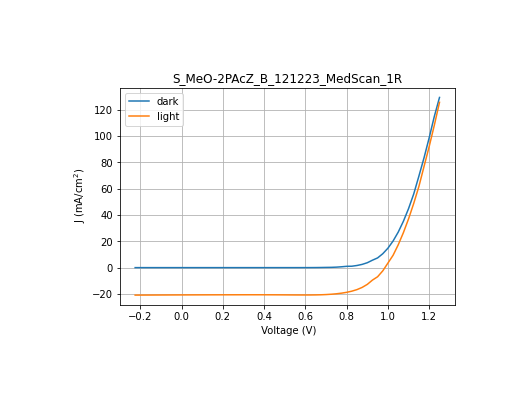 S_MeO-2PAcZ_B_121223_MedScan_1R
dark
light
J (mA/cm²)
120
100
80
60
40
20
0
−20
−0.2 0.0 0.2 0.4 0.6 0.8 1.0 1.2
Voltage (V)